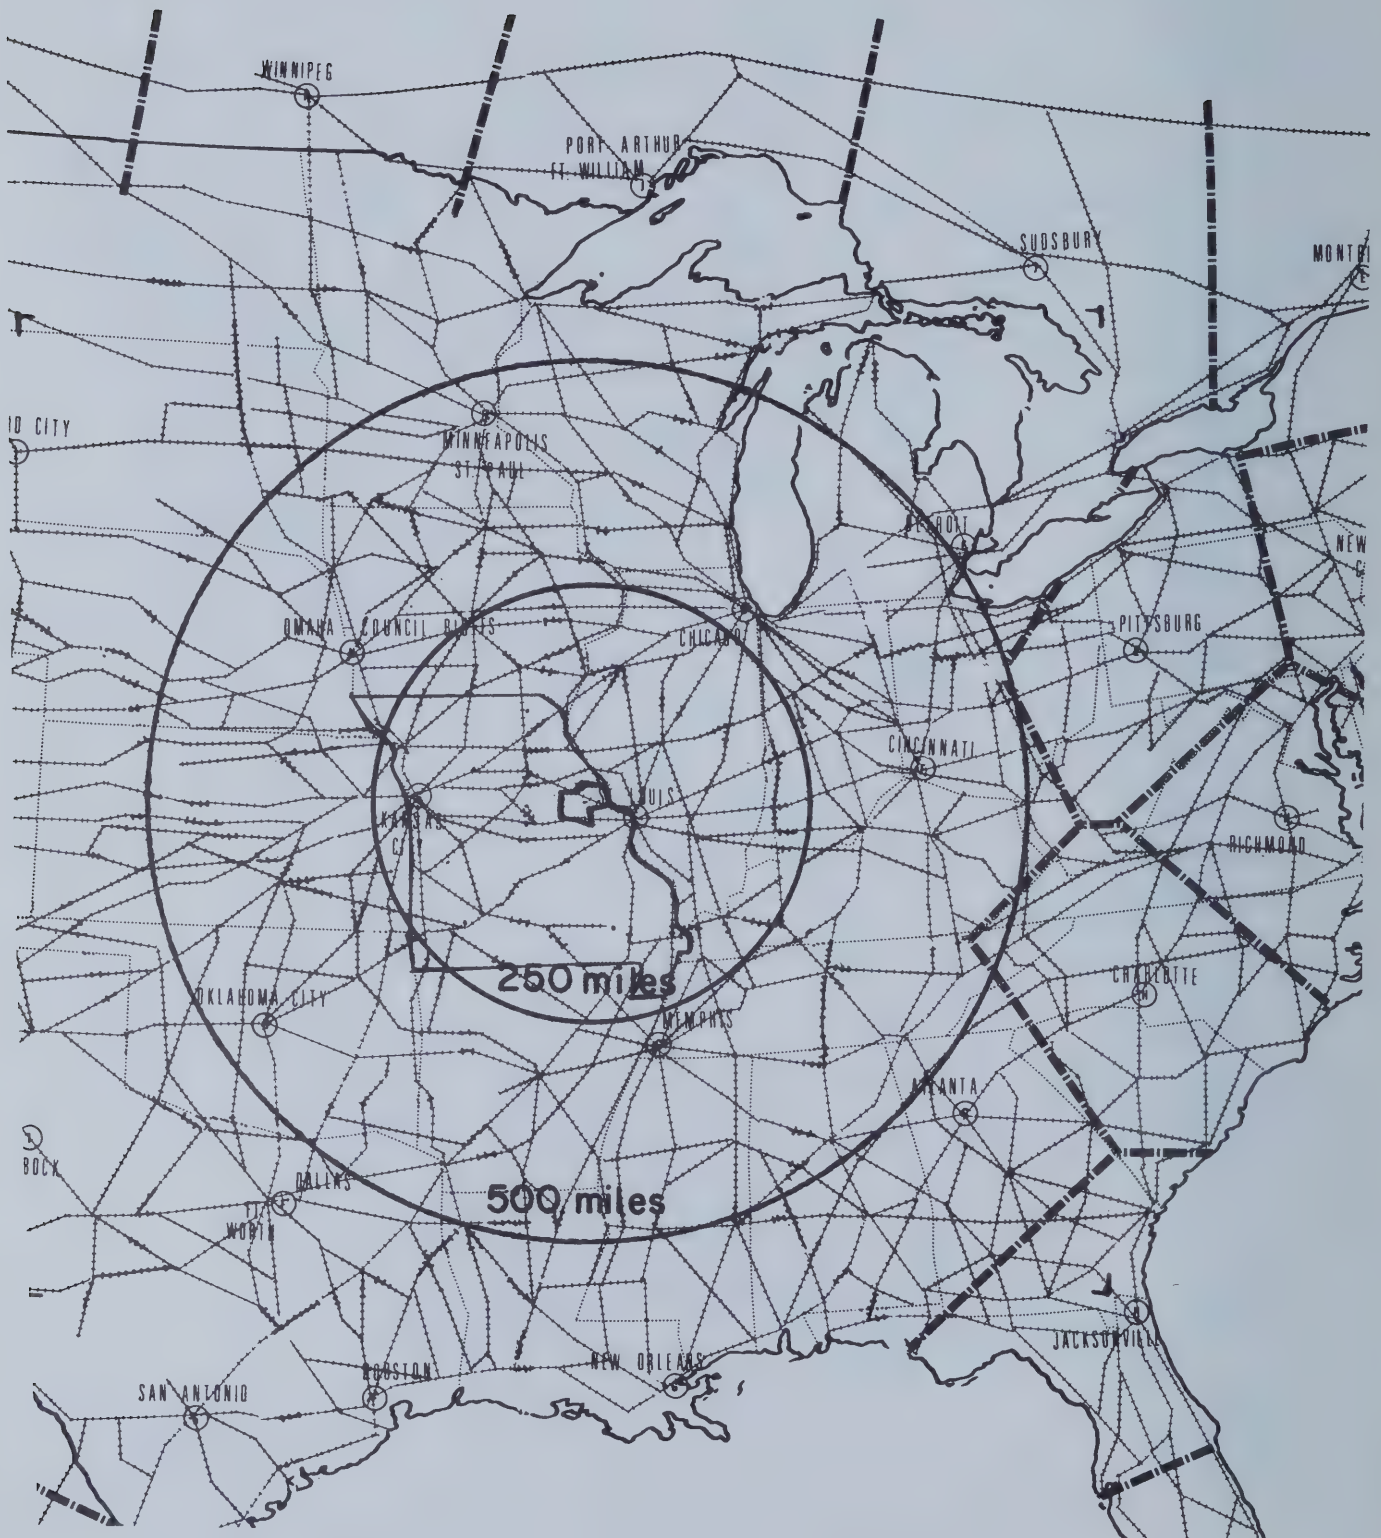 WINNIPEG
PORT ARTHUR
FT. WILLIAM
SUDSBURY
MONTR
ID CITY
MINNEAPOLIS
ST. PAUL
DETROIT
NEW
OMAHA COUNCIL BLUFFS
CHICAGO
PITTSBURG
CINCINNATI
LOUIS
KANSAS
RICHMOND
250 miles
CHARLOTTE
OKLAHOMA CITY
MEMPHIS
ATLANTA
BOCK
DALLAS
FT.
WORTH
500 miles
JACKSONVILLE
NEW ORLEANS
HOUSTON
SAN ANTONIO